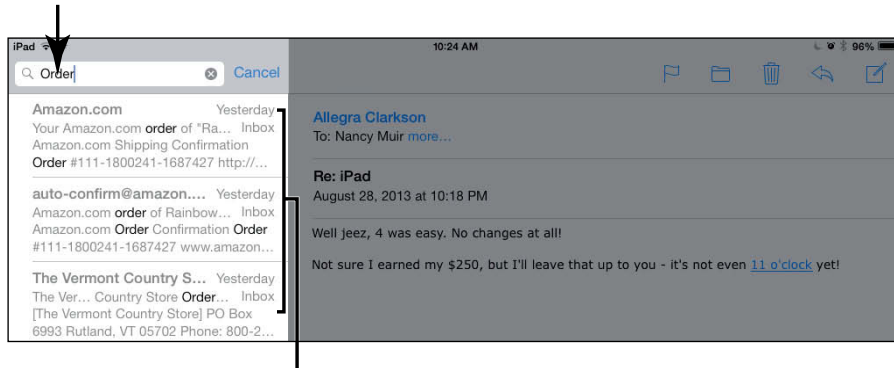 iPad 10:24 AM 96%
Order Cancel
Amazon.com Yesterday
Your Amazon.com order of "Ra... Inbox
Amazon.com Shipping Confirmation
Order #111-1800241-1687427 http://...
auto-confirm@amazon.... Yesterday
Amazon.com order of Rainbow... Inbox
Amazon.com Order Confirmation Order
#111-1800241-1687427 www.amazon...
The Vermont Country S... Yesterday
The Ver... Country Store Order... Inbox
[The Vermont Country Store] PO Box
6993 Rutland, VT 05702 Phone: 800-2...
Allegra Clarkson
To: Nancy Muir more...
Re: iPad
August 28, 2013 at 10:18 PM
Well jeez, 4 was easy. No changes at all!
Not sure I earned my $250, but I'll leave that up to you - it's not even 11 o'clock yet!